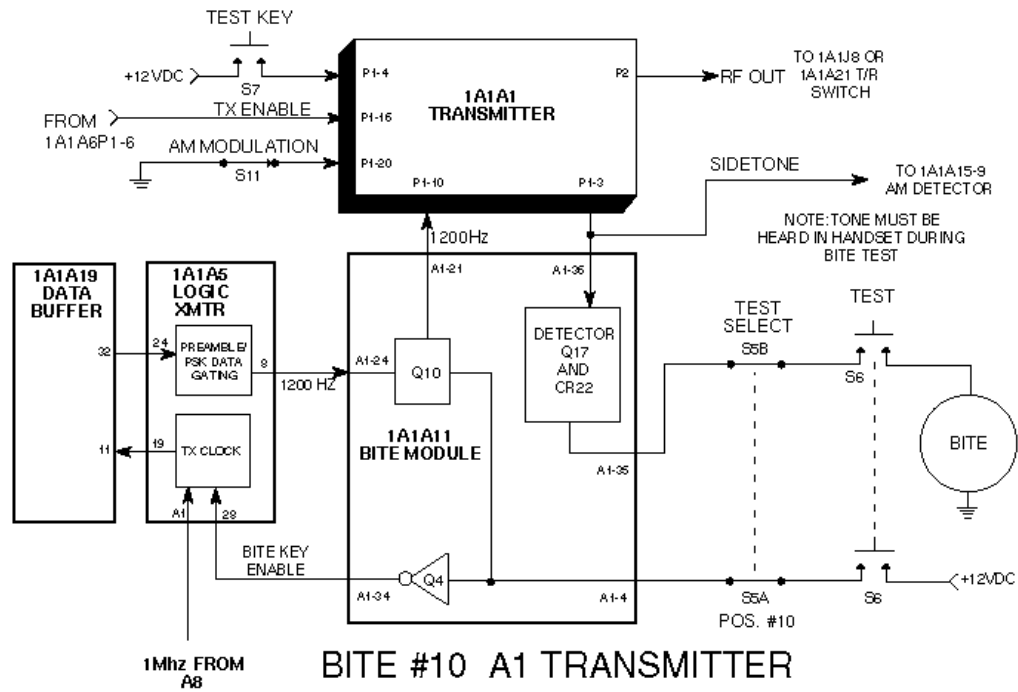 TEST KEY
+12VDC
S7
P1-4
P2
1A1A1
TRANSMITTER
RF OUT
TO 1A1J8 OR
1A1A21 T/R
SWITCH
TX ENABLE
P1-16
FROM
1A1A6P1-6
AM MODULATION
S11
P1-20
P1-10
P1-3
SIDETONE
TO 1A1A15-9
AM DETECTOR
NOTE: TONE MUST BE
HEARD IN HANDSET DURING
BITE TEST
1200Hz
A1-21
A1-36
1A1A19
DATA
BUFFER
1A1A5
LOGIC
XMTR
32
24
PREAMBLE/
PSK DATA
GATING
8
1200 HZ
A1-24
Q10
DETECTOR
Q17
AND
CR22
TEST
SELECT
S5B
TEST
S6
BITE
11
19
TX CLOCK
A1
28
1A1A11
BITE MODULE
A1-35
BITE KEY
ENABLE
A1-34
Q4
A1-4
S5A
POS. #10
S6
+12VDC
1Mhz FROM
A8
BITE #10 A1 TRANSMITTER